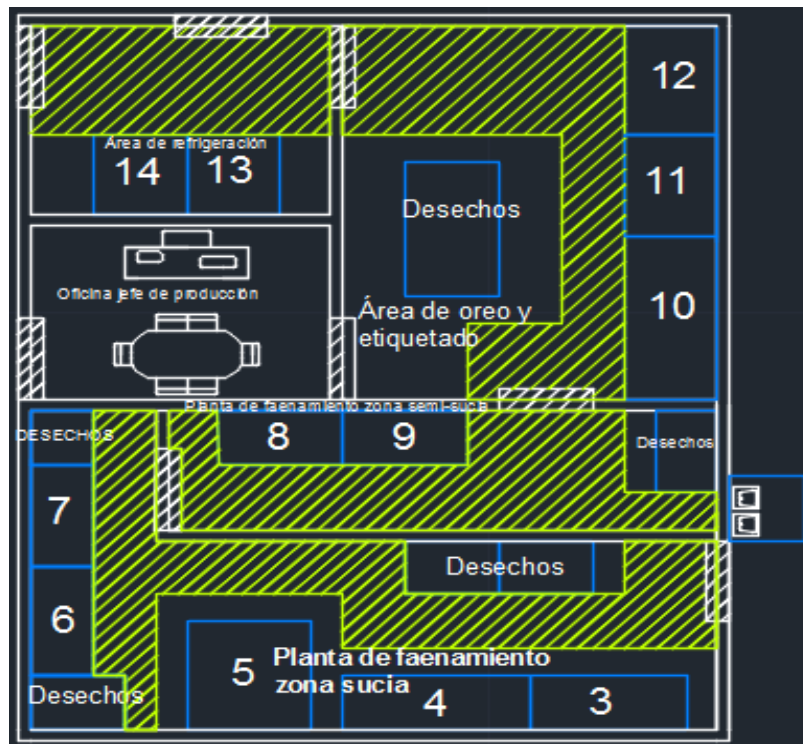 12
Área de refrigeración
14 13
11
Desechos
Oficina jefe de producción
Área de oreo y
etiquetado
10
Planta de faenamiento zona semi-sucia
DESECHOS
8 9
Desechos
7
Desechos
6
Planta de faenamiento
zona sucia
5
Desechos
4 3